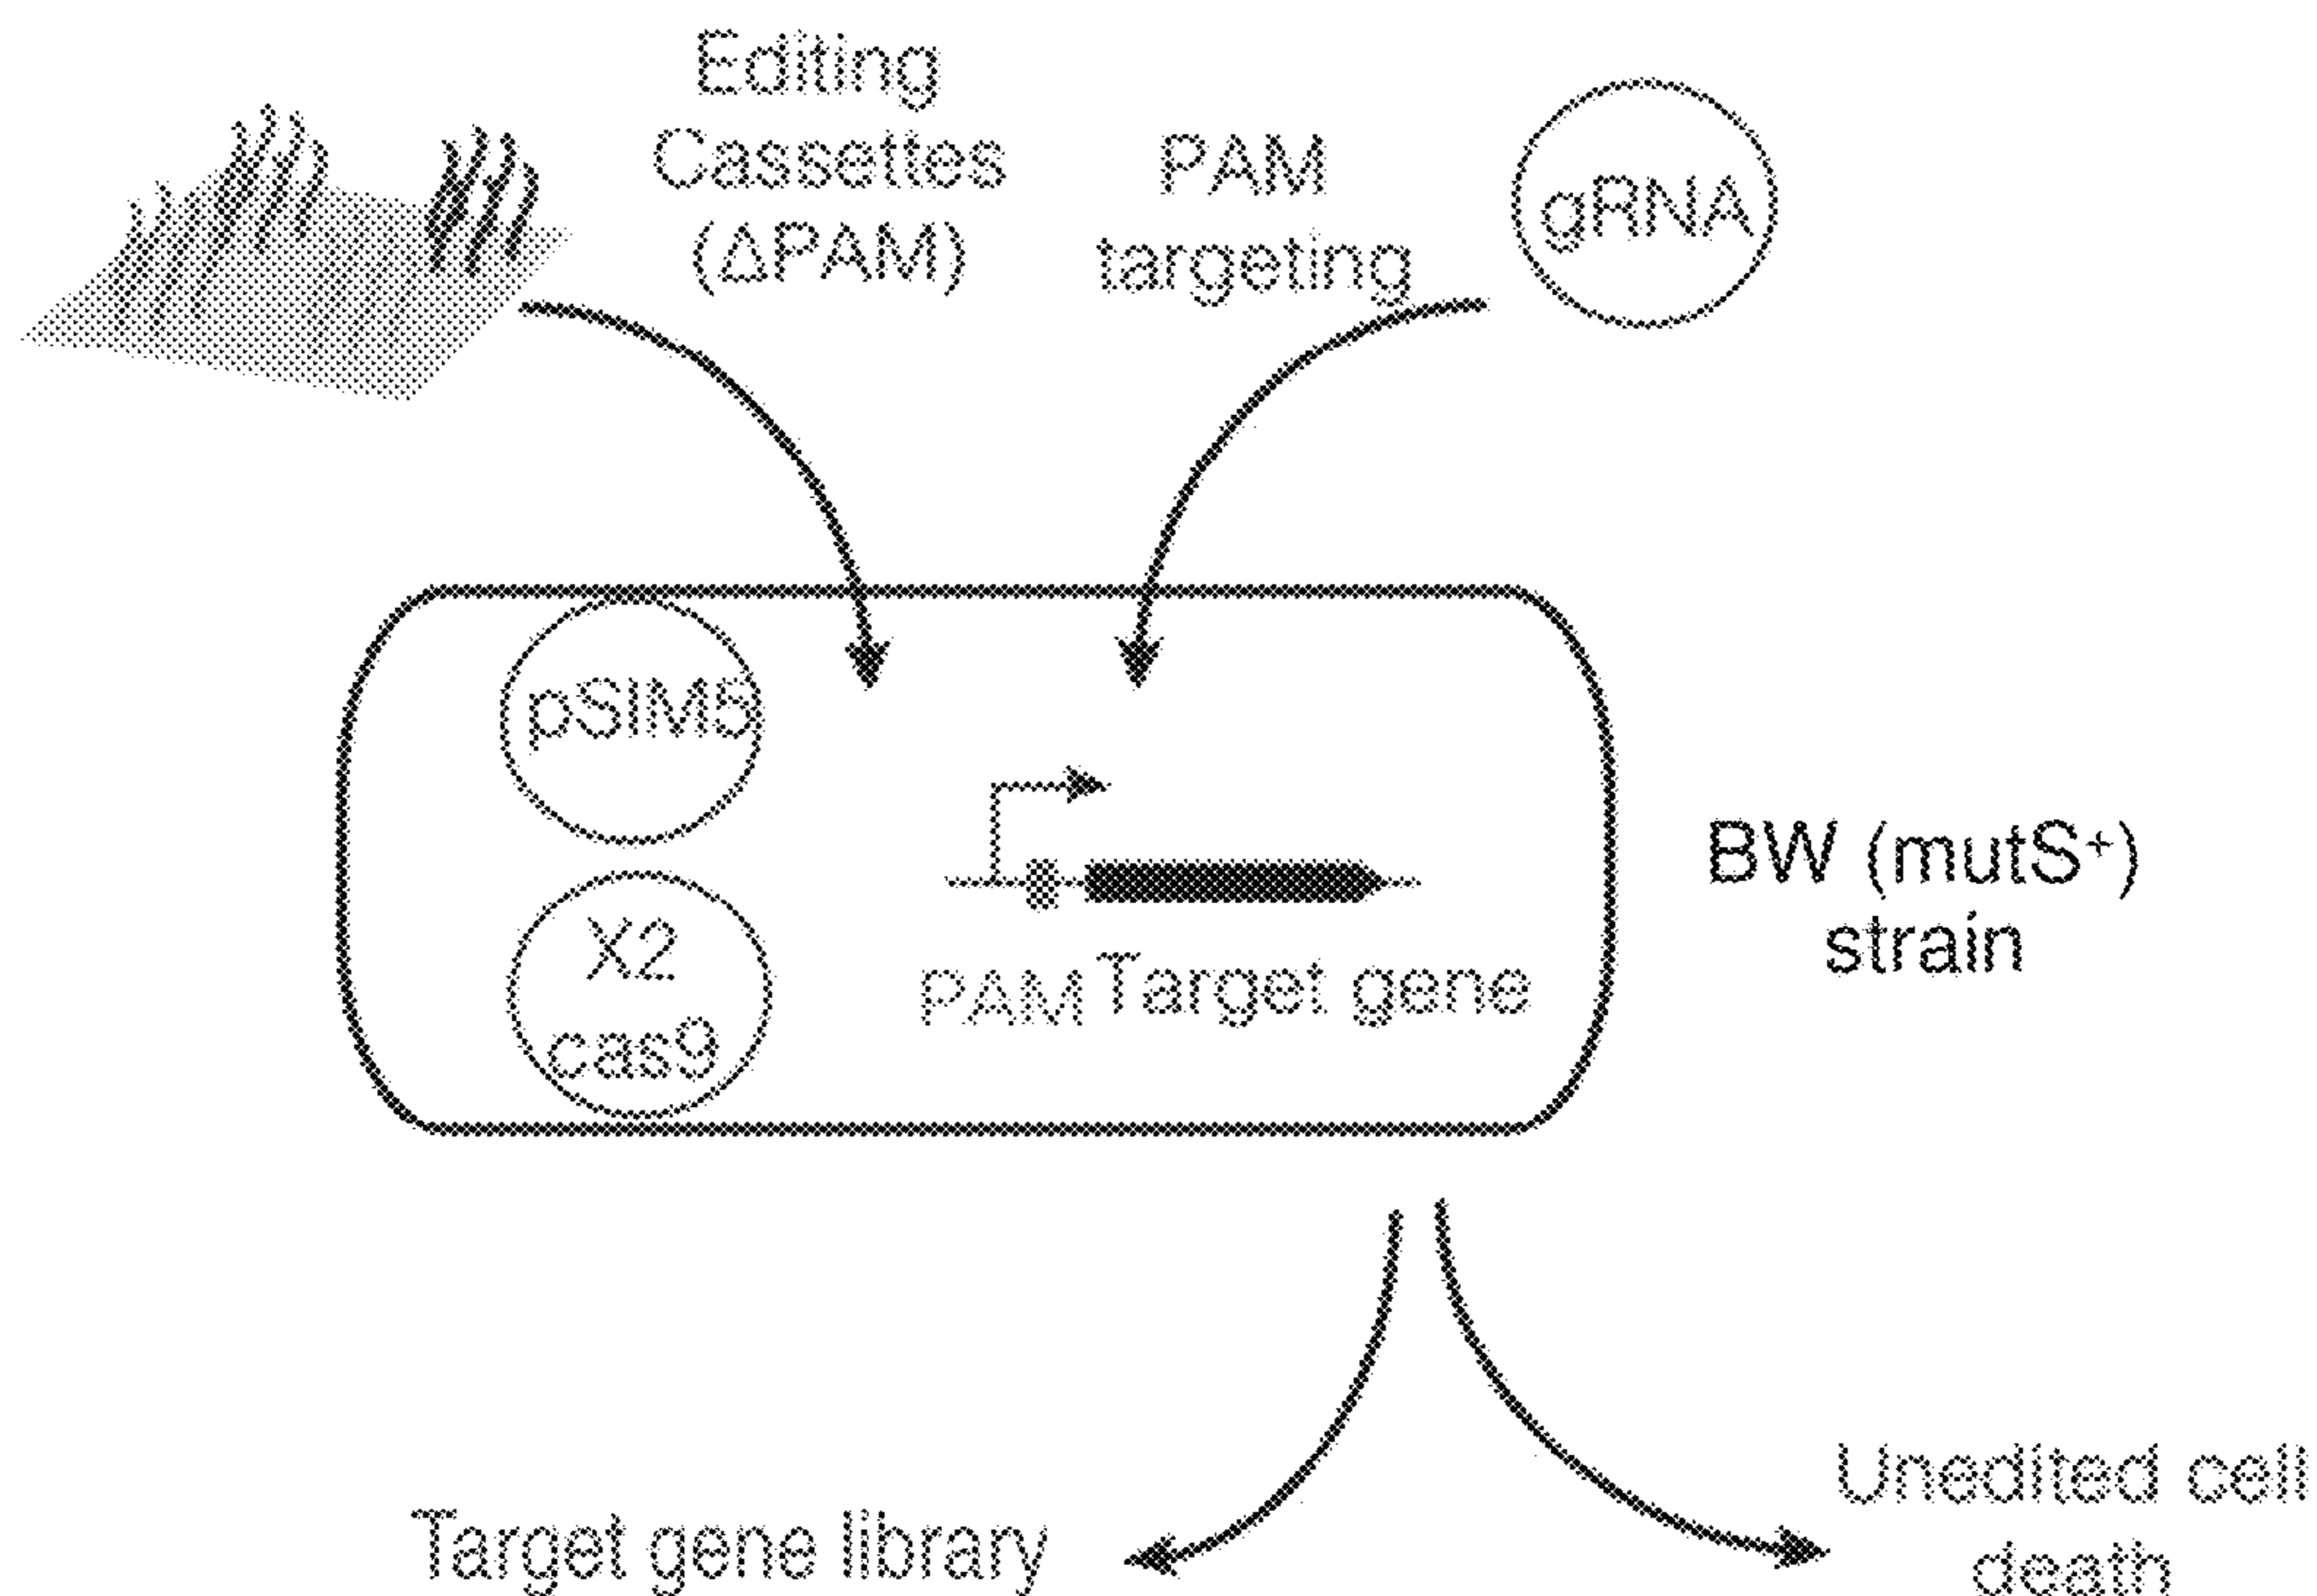 Editing
Cassettes
(ΔPAM)
PAM
targeting
gRNA
pSIM5
X2
cas9
PAM
Target gene
BW (mutS⁺)
strain
Target gene library
Unedited cell
death